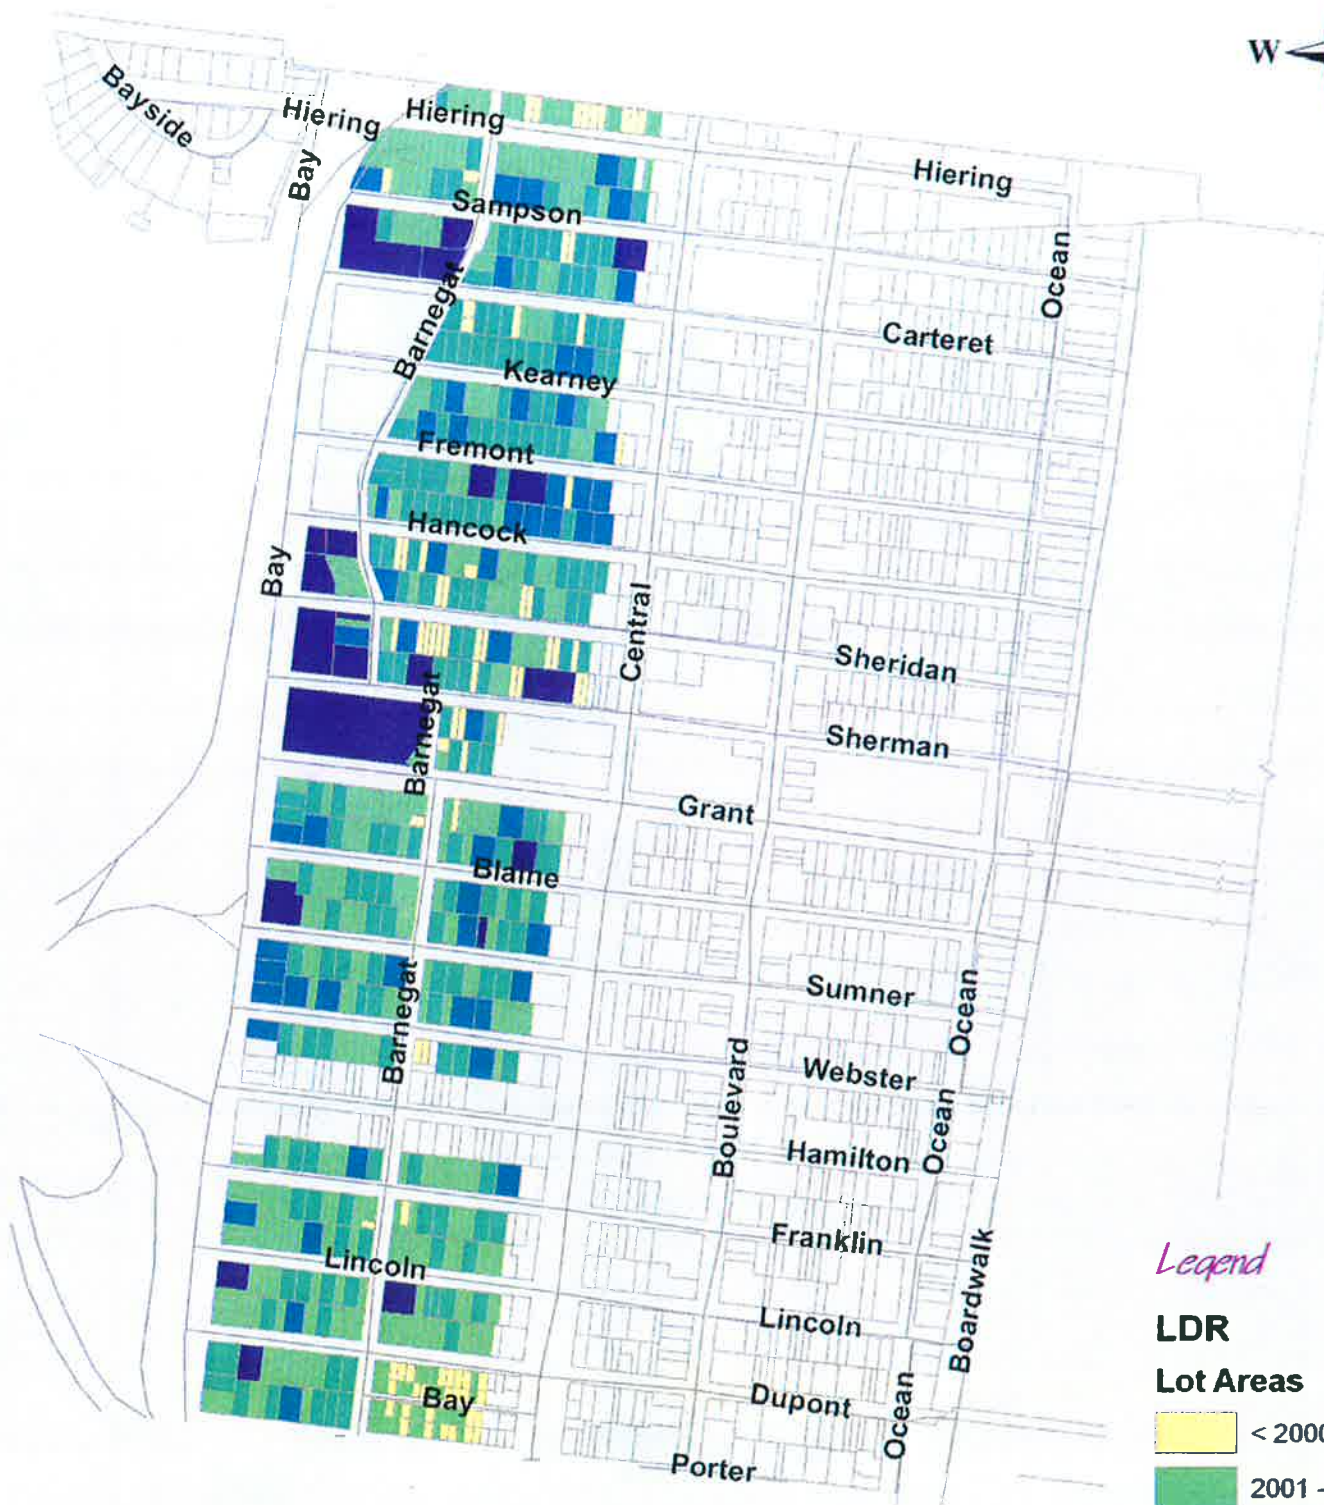 W
Bayside
Hiering
Hiering
Bay
Hiering
Sampson
Ocean
Barnegat
Carteret
Kearney
Fremont
Hancock
Bay
Central
Sheridan
Barnegat
Sherman
Grant
Blaine
Barnegat
Sumner
Ocean
Boulevard
Webster
Ocean
Hamilton
Franklin
Lincoln
Boardwalk
Lincoln
Bay
Dupont
Ocean
Porter
Legend
LDR
Lot Areas
< 2000
2001 -